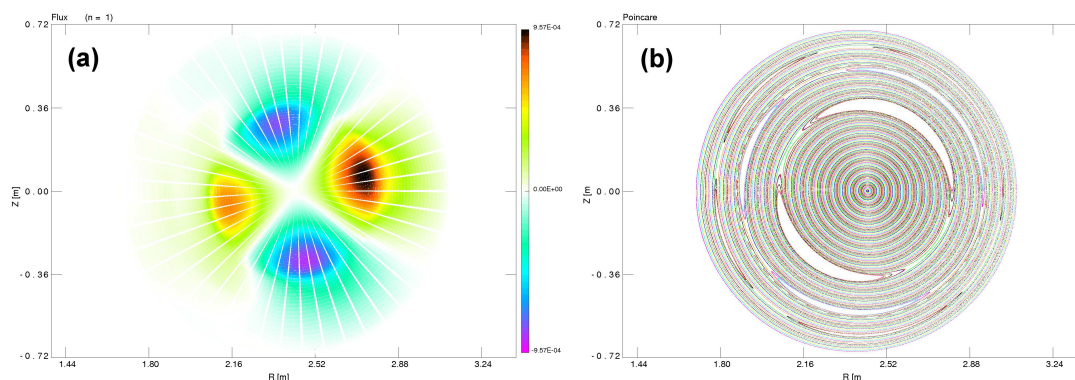 Flux (n = 1)
(a)
0.72
0.36
0.00
-0.36
-0.72
Z [m]
1.44 1.80 2.16 2.52 2.88 3.24
R [m]
9.57E-04
0.00E+00
-9.57E-04
Poincare
(b)
0.72
0.36
0.00
-0.36
-0.72
Z [m
1.44 1.80 2.16 2.52 2.88 3.24
R [m